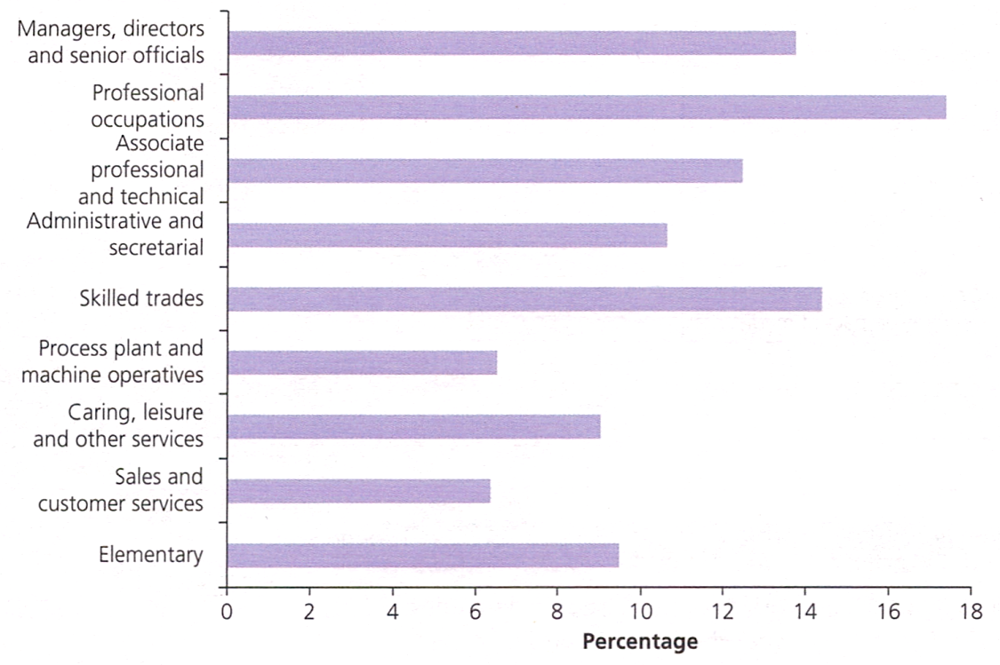 Managers, directors
and senior officials
Professional
occupations
Associate
professional
and technical
Administrative and
secretarial
Skilled trades
Process plant and
machine operatives
Caring, leisure
and other services
Sales and
customer services
Elementary
0 2 4 6 8 10 12 14 16 18
Percentage